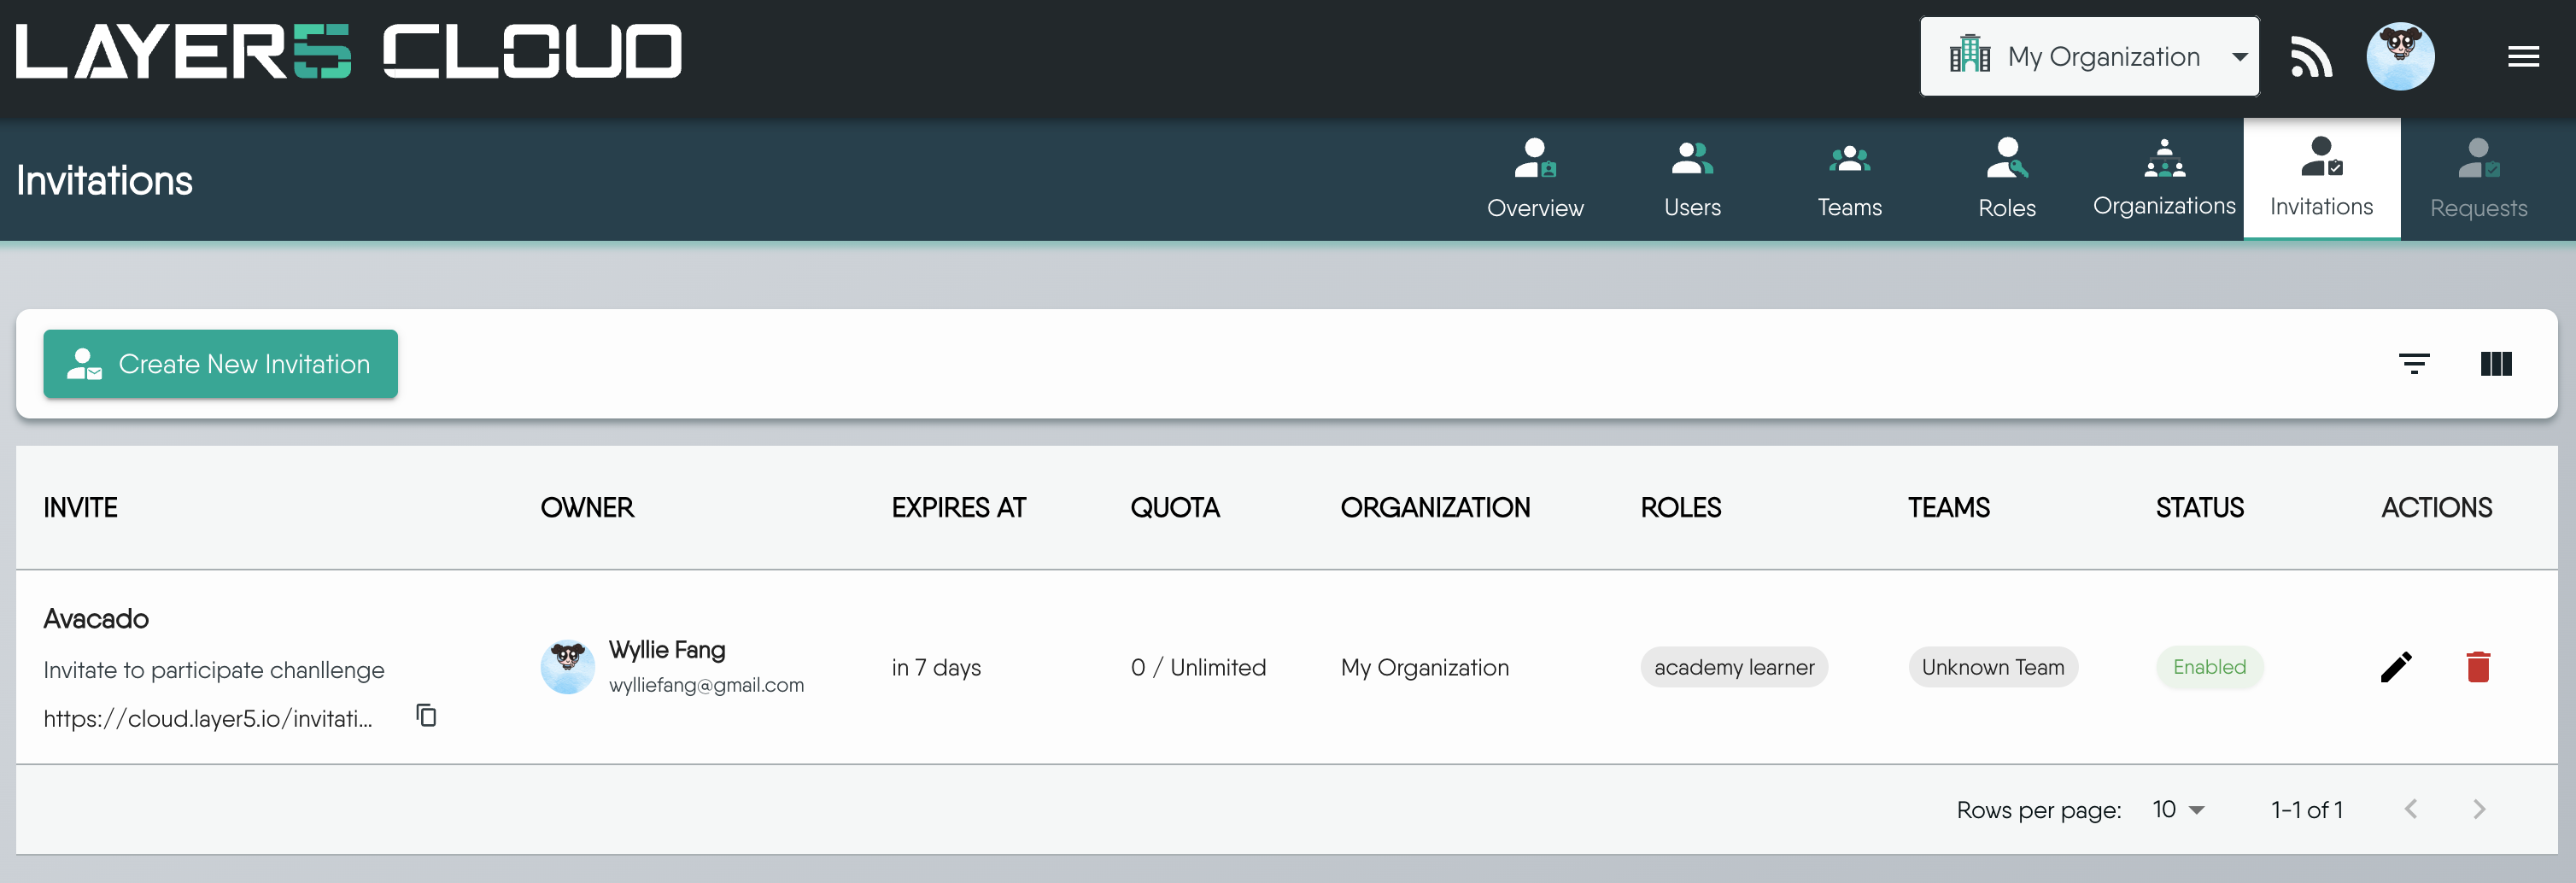 LAYER5 CLOUD
My Organization
Invitations
Overview
Users
Teams
Roles
Organizations
Invitations
Requests
Create New Invitation
INVITE OWNER EXPIRES AT QUOTA ORGANIZATION ROLES TEAMS STATUS ACTIONS
Avacado
Invitate to participate chanllenge
https://cloud.layer5.io/invitati...
Wyllie Fang
wylliefang@gmail.com
in 7 days
0 / Unlimited
My Organization
academy learner
Unknown Team
Enabled
Rows per page: 10 1-1 of 1